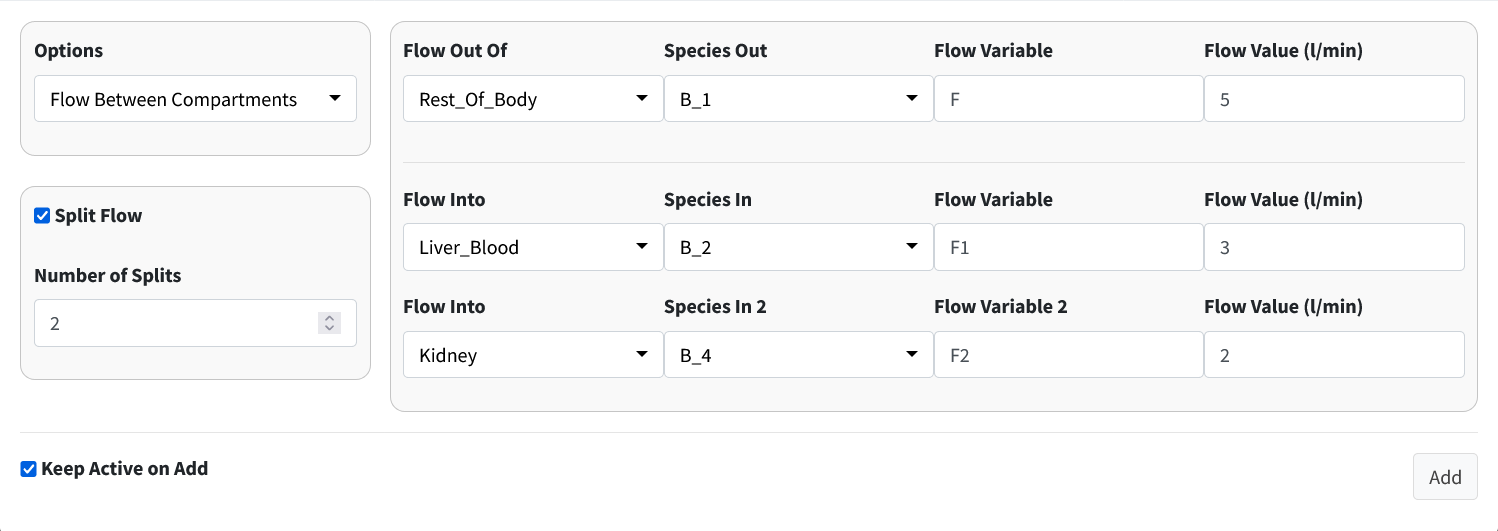 Options
Flow Between Compartments
Split Flow
Number of Splits
2
Flow Out Of Species Out Flow Variable Flow Value (l/min)
Rest_Of_Body B_1 F 5
Flow Into Species In Flow Variable Flow Value (l/min)
Liver_Blood B_2 F1 3
Flow Into Species In 2 Flow Variable 2 Flow Value (l/min)
Kidney B_4 F2 2
Keep Active on Add
Add